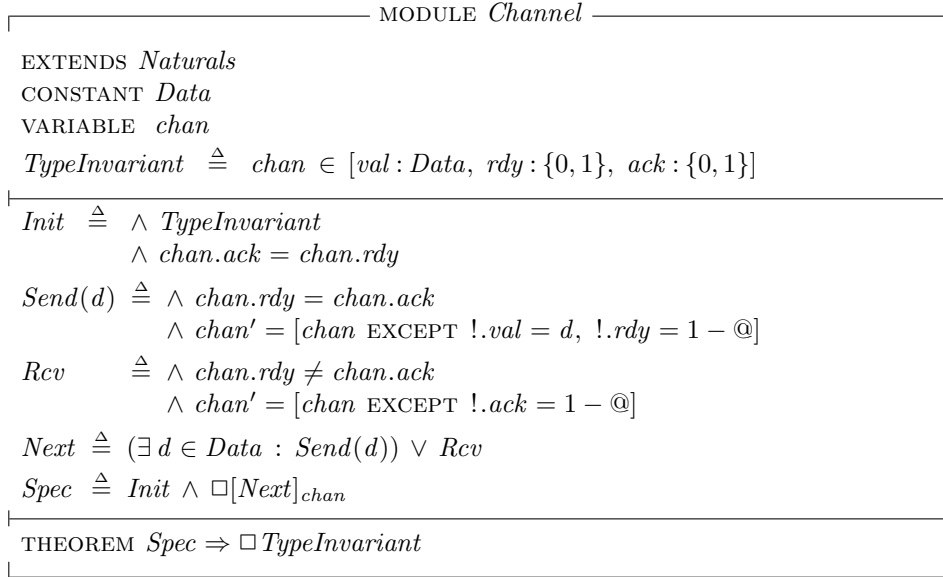 MODULE Channel
EXTENDS Naturals
CONSTANT Data
VARIABLE chan
TypeInvariant ≜ chan ∈ [val : Data, rdy : {0, 1}, ack : {0, 1}]
Init ≜ ∧ TypeInvariant
∧ chan.ack = chan.rdy
Send(d) ≜ ∧ chan.rdy = chan.ack
∧ chan′ = [chan EXCEPT !.val = d, !.rdy = 1 − @]
Rcv ≜ ∧ chan.rdy ≠ chan.ack
∧ chan′ = [chan EXCEPT !.ack = 1 − @]
Next ≜ (∃ d ∈ Data : Send(d)) ∨ Rcv
Spec ≜ Init ∧ □[Next]chan
THEOREM Spec ⇒ □ TypeInvariant